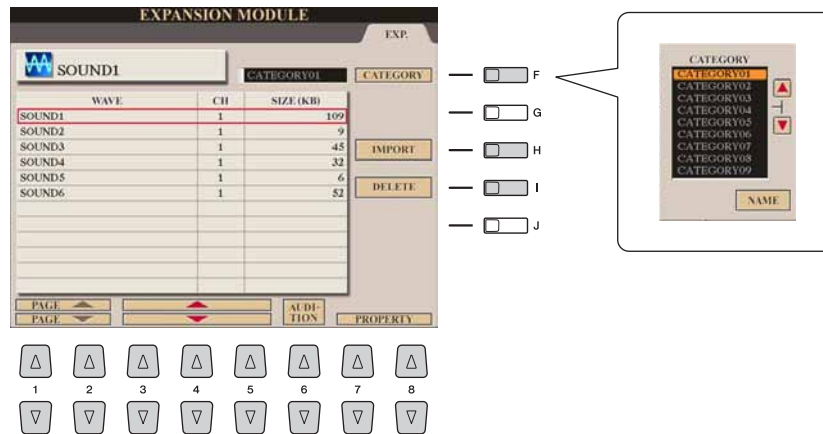 EXPANSION MODULE
EXP.
SOUND1
CATEGORY01
CATEGORY
WAVE CH SIZE (KB)
SOUND1 1 109
SOUND2 1 9
SOUND3 1 45
SOUND4 1 32
SOUND5 1 6
SOUND6 1 52
IMPORT
DELETE
PAGE
PAGE
AUDI-
TION
PROPERTY
F
G
H
I
J
CATEGORY
CATEGORY01
CATEGORY02
CATEGORY03
CATEGORY04
CATEGORY05
CATEGORY06
CATEGORY07
CATEGORY08
CATEGORY09
NAME
1 2 3 4 5 6 7 8